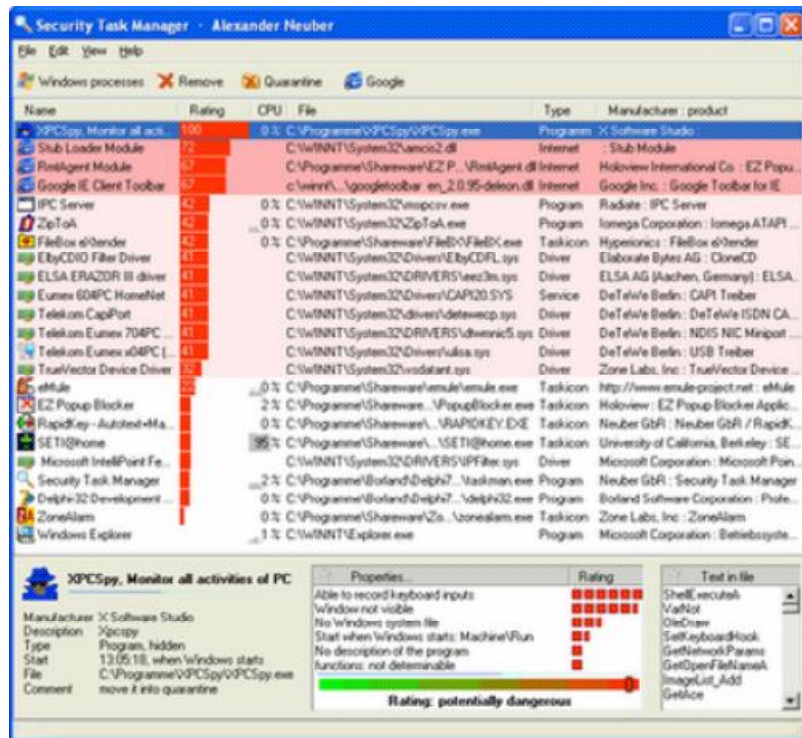 Security Task Manager - Alexander Neuber
File Edit View Help
Windows processes Remove Quarantine Google
Name Rating CPU File Type Manufacturer : product
XPCSpy, Monitor all acti... 100 0 % C:\Programme\XPCSpy\XPCSpy.exe Programm X Software Studio :
Stub Loader Module 72 C:\WINNT\System32\amcis2.dll Internet : Stub Module
RmtAgent Module 67 C:\Programme\Shareware\EZ P...\RmtAgent.dll Internet Holoview International Co. : EZ Popu...
Google IE Client Toolbar 67 c:\winnt\...\googletoolbar_en_2.0.95-deleon.dll Internet Google Inc. : Google Toolbar for IE
IPC Server 42 0 % C:\WINNT\System32\mspcsv.exe Program Radiate : IPC Server
ZipToA 42 C:\WINNT\System32\ZipToA.exe Program Iomega Corporation : Iomega ATAPI ...
FileBox eXtender 42 0 % C:\Programme\Shareware\FileBX\FileBX.exe Taskicon Hyperionics : FileBox eXtender
ElbyCDIO Filter Driver 41 C:\WINNT\System32\Drivers\ElbyCDFL.sys Driver Elaborate Bytes AG : CloneCD
ELSA ERAZOR III driver 41 C:\WINNT\System32\DRIVERS\eez3m.sys Driver ELSA AG (Aachen, Germany) : ELSA...
Eumex 604PC HomeNet 41 C:\WINNT\System32\Drivers\CAPI20.SYS Service DeTeWe Berlin : CAPI Treiber
Telekom CapiPort 41 C:\WINNT\System32\drivers\detewecp.sys Driver DeTeWe Berlin : DeTeWe ISDN CA...
Telekom Eumex 704PC ... 41 C:\WINNT\System32\DRIVERS\dtwnnic5.sys Driver DeTeWe Berlin : NDIS NIC Miniport ...
Telekom Eumex x04PC (... 41 C:\WINNT\System32\Drivers\ulisa.sys Driver DeTeWe Berlin : USB Treiber
TrueVector Device Driver 32 C:\WINNT\System32\vsdatant.sys Driver Zone Labs, Inc : TrueVector Device ...
eMule 22 0 % C:\Programme\Shareware\emule\emule.exe Taskicon http://www.emule-project.net : eMule
EZ Popup Blocker 2 % C:\Programme\Shareware...\PopupBlocker.exe Taskicon Holoview : EZ Popup Blocker Applic...
RapidKey - Autotext+Ma... 0 % C:\Programme\Shareware\...\RAPIDKEY.EXE Taskicon Neuber GbR : Neuber GbR / RapidK...
SETI@home 95 % C:\Programme\Shareware\...\SETI@home.exe Taskicon University of California, Berkeley : SE...
Microsoft IntelliPoint Fe... C:\WINNT\System32\DRIVERS\IPFilter.sys Driver Microsoft Corporation : Microsoft Poin...
Security Task Manager 2 % C:\Programme\Borland\Delphi7...\taskman.exe Program Neuber GbR : Security Task Manager
Delphi-32 Development ... 0 % C:\Programme\Borland\Delphi7...\delphi32.exe Program Borland Software Corporation : Profe...
ZoneAlarm 0 % C:\Programme\Shareware\Zo...\zonealarm.exe Taskicon Zone Labs, Inc : ZoneAlarm
Windows Explorer 1 % C:\WINNT\Explorer.exe Program Microsoft Corporation : Betriebssyste...
XPCSpy, Monitor all activities of PC
Manufacturer X Software Studio
Description Xpcspy
Type Program, hidden
Start 13:05:18, when Windows starts
File C:\Programme\XPCSpy\XPCSpy.exe
Comment move it into quarantine
Properties... Rating
Able to record keyboard inputs
Window not visible
No Windows system file
Start when Windows starts: Machine\Run
No description of the program
functions: not determinable
Rating: potentially dangerous
Text in file
ShellExecuteA
VarNot
OleDraw
SetKeyboardHook
GetNetworkParams
GetOpenFileNameA
ImageList_Add
GetAce